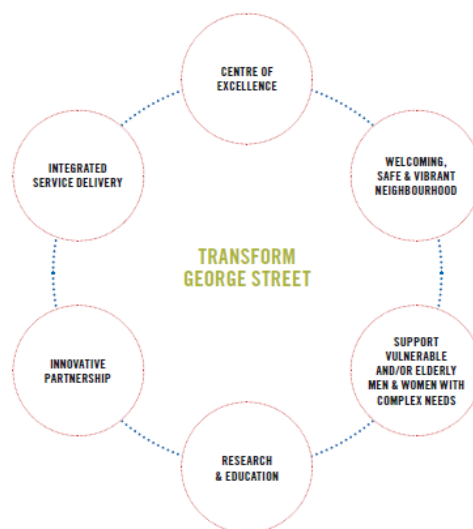 CENTRE OF
EXCELLENCE
INTEGRATED
SERVICE DELIVERY
WELCOMING,
SAFE & VIBRANT
NEIGHBOURHOOD
TRANSFORM
GEORGE STREET
INNOVATIVE
PARTNERSHIP
SUPPORT
VULNERABLE
AND/OR ELDERLY
MEN & WOMEN WITH
COMPLEX NEEDS
RESEARCH
& EDUCATION